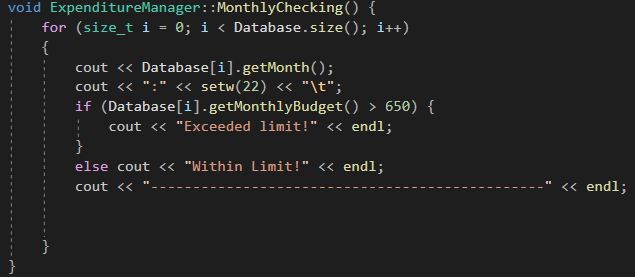 void ExpenditureManager::MonthlyChecking() {
    for (size_t i = 0; i < Database.size(); i++)
    {
        cout << Database[i].getMonth();
        cout << ":" << setw(22) << "\t";
        if (Database[i].getMonthlyBudget() > 650) {
            cout << "Exceeded limit!" << endl;
        }
        else cout << "Within Limit!" << endl;
        cout << "-----------------------------------------------" << endl;
    }
}